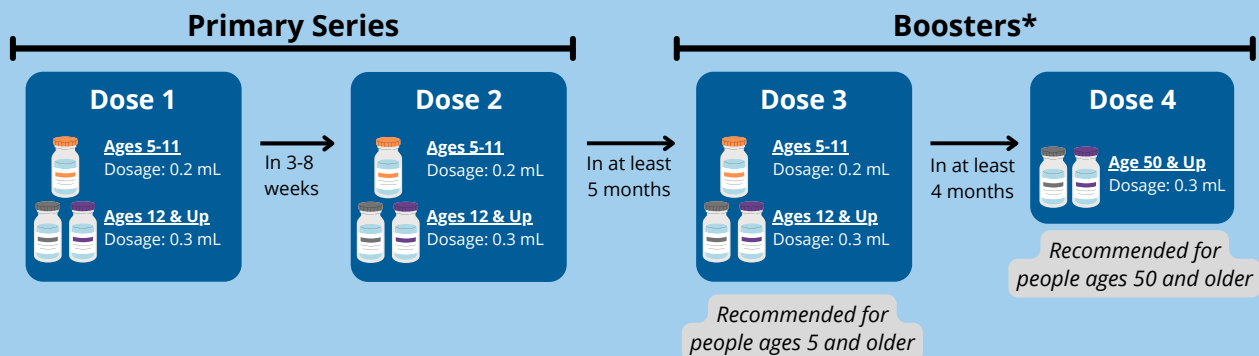 Primary Series
Boosters*
Dose 1
Ages 5-11
Dosage: 0.2 mL
Ages 12 & Up
Dosage: 0.3 mL
In 3-8
weeks
Dose 2
Ages 5-11
Dosage: 0.2 mL
Ages 12 & Up
Dosage: 0.3 mL
In at least
5 months
Dose 3
Ages 5-11
Dosage: 0.2 mL
Ages 12 & Up
Dosage: 0.3 mL
Recommended for
people ages 5 and older
In at least
4 months
Dose 4
Age 50 & Up
Dosage: 0.3 mL
Recommended for
people ages 50 and older